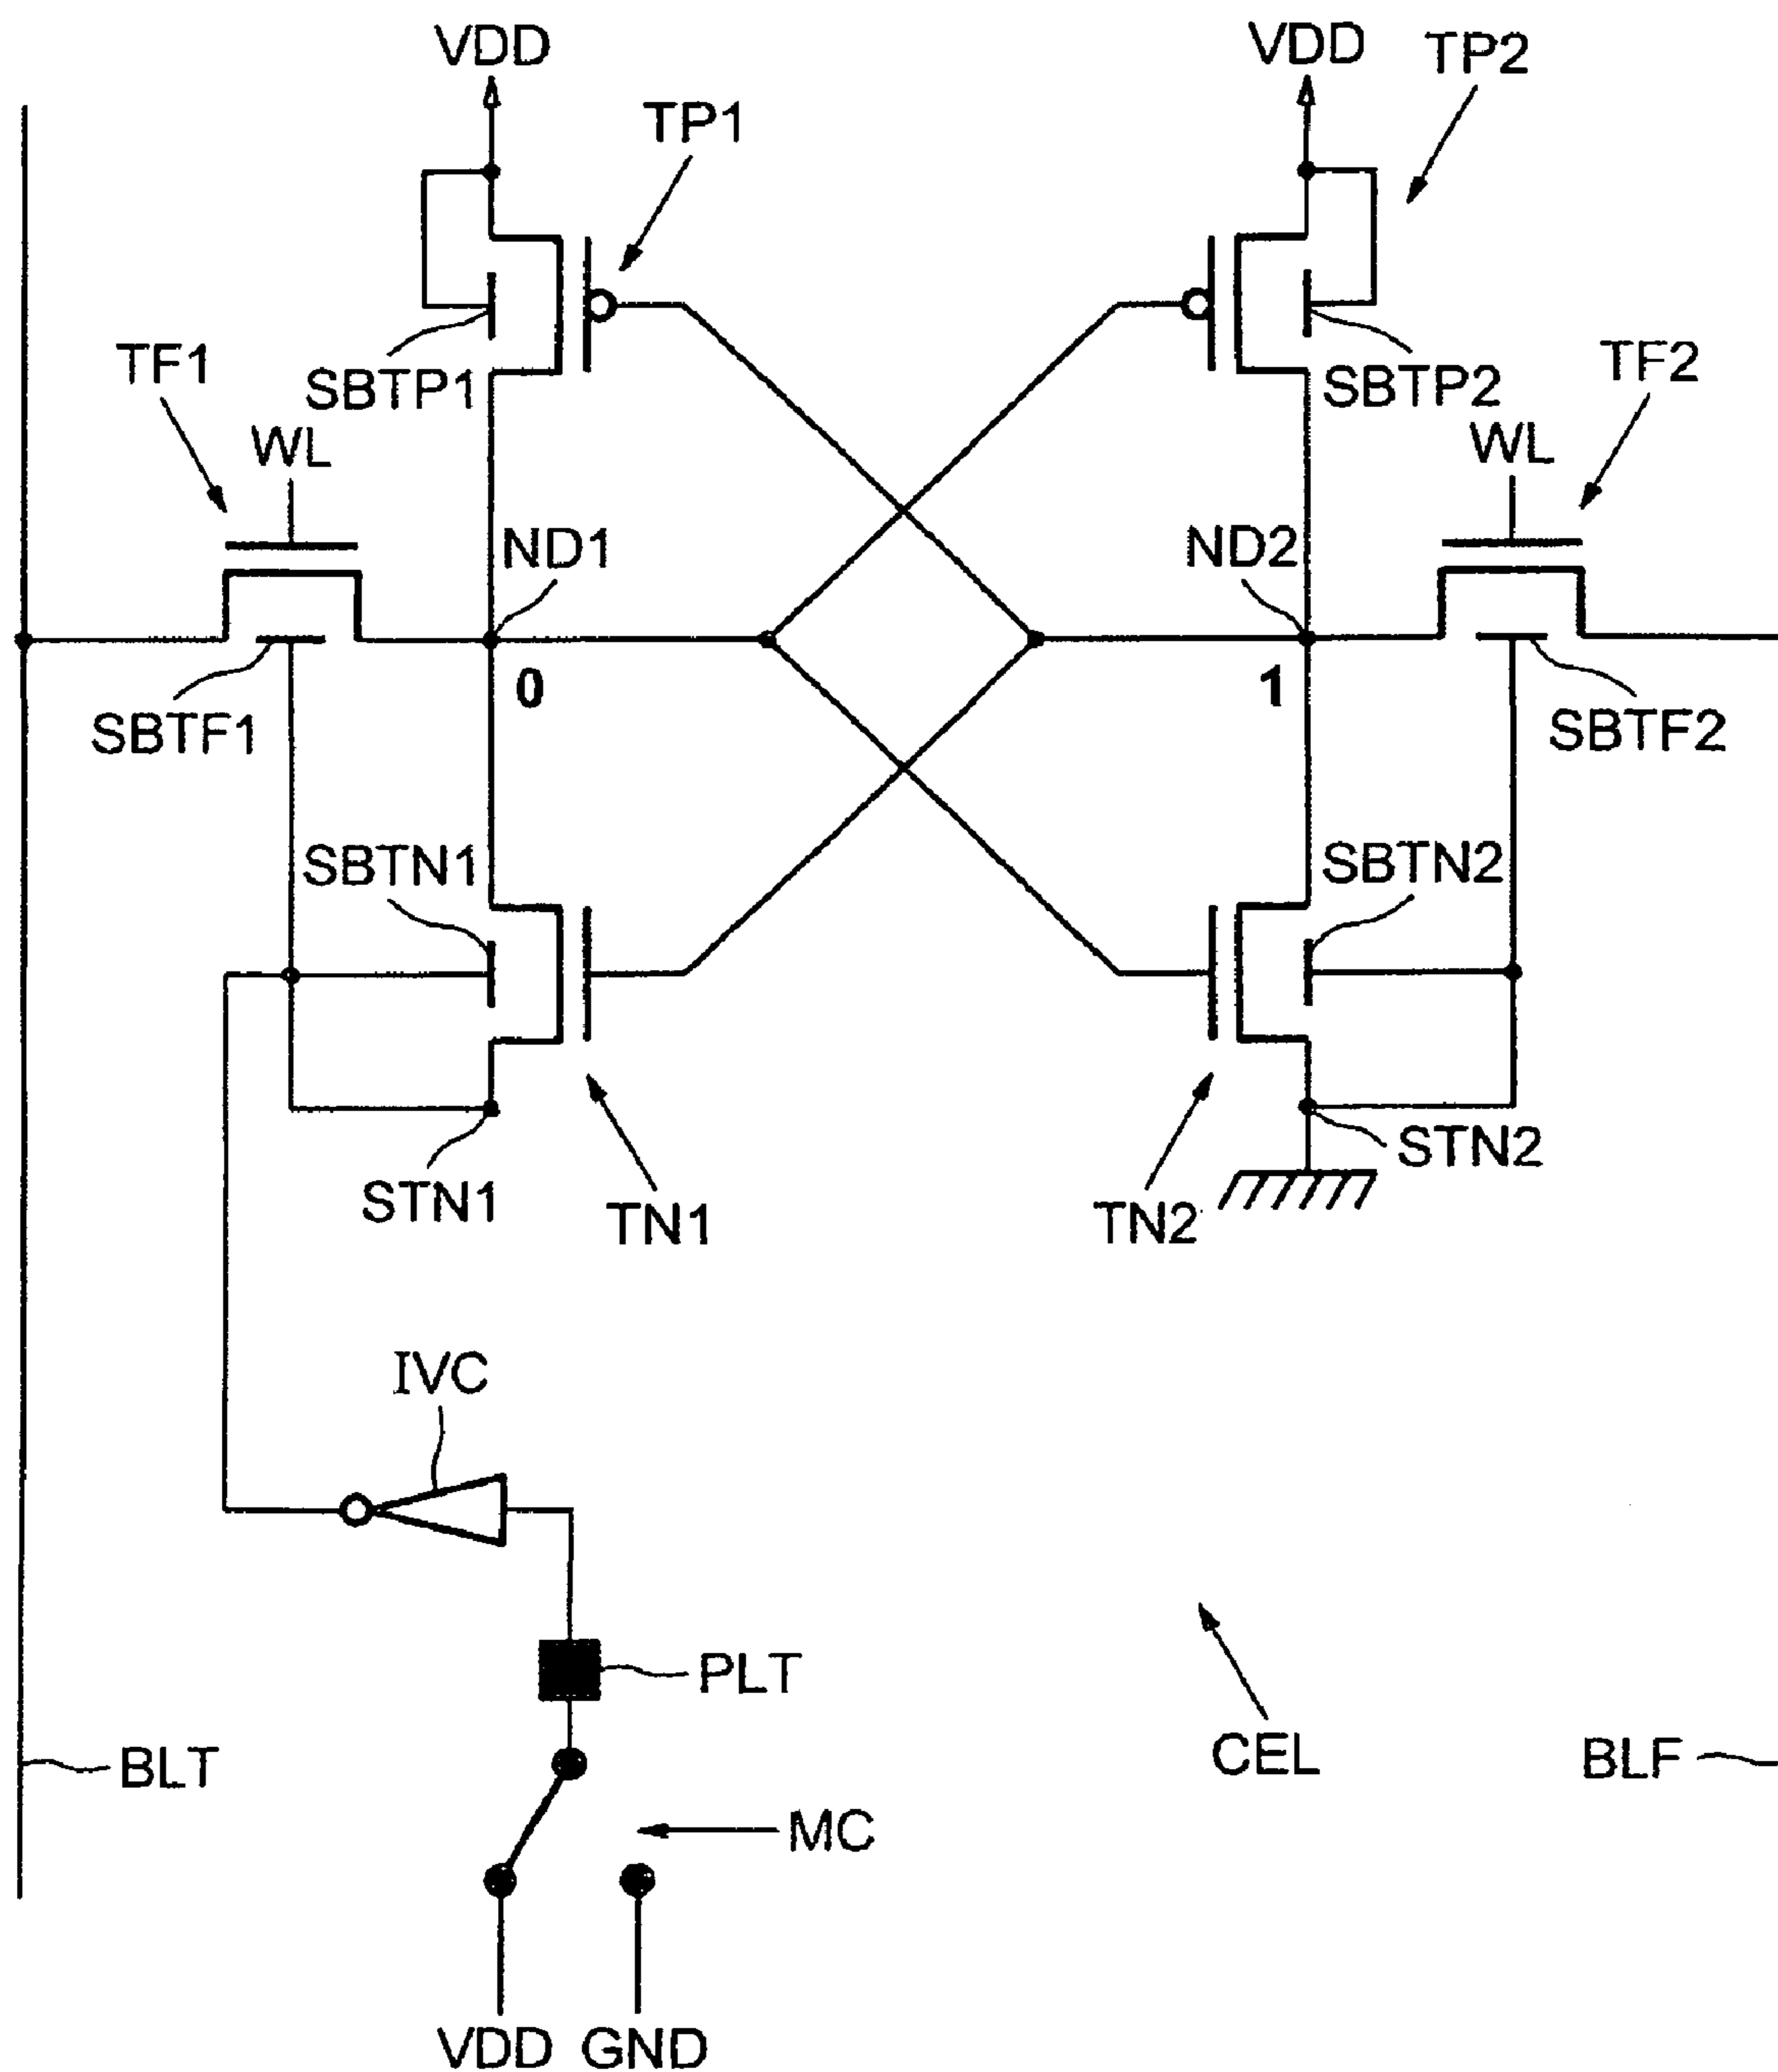 VDD
VDD
TP2
TP1
TF1
SBTP1
SBTP2
TF2
WL
WL
ND1
ND2
0
1
SBTF1
SBTF2
SBTN1
SBTN2
STN1
TN1
TN2
STN2
IVC
PLT
BLT
CEL
BLF
MC
VDD
GND